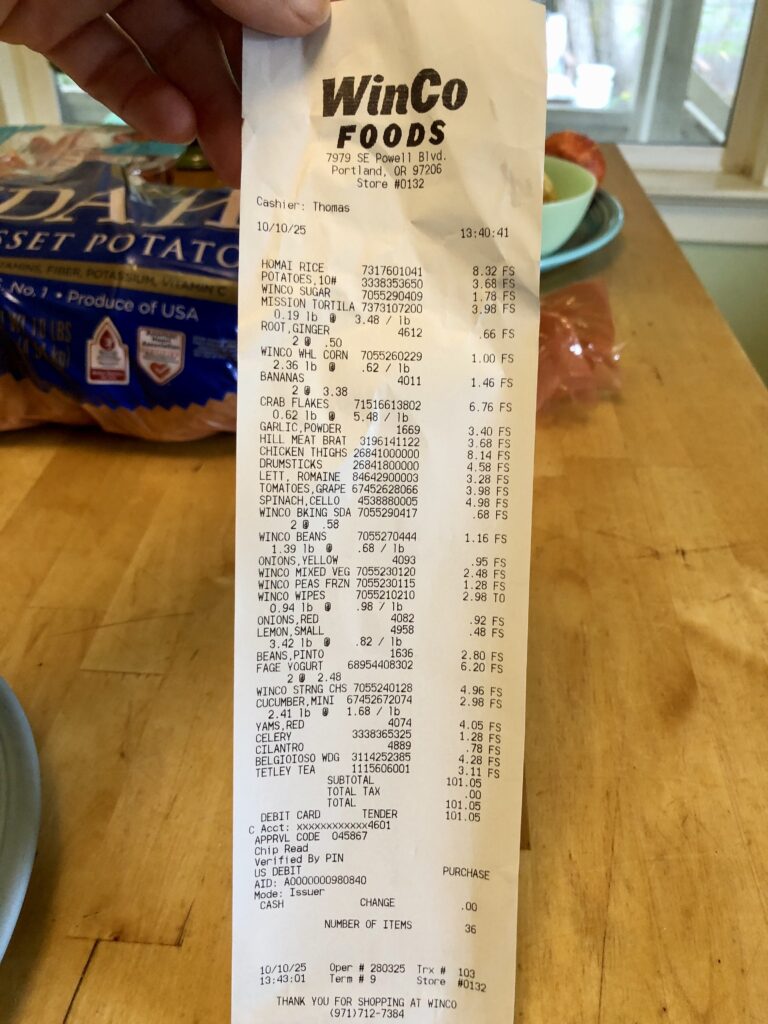 WinCo
FOODS
7979 SE Powell Blvd.
Portland, OR 97206
Store #0132
Cashier: Thomas
10/10/25 13:40:41
HOMAI RICE 7317601041 8.32 FS
POTATOES,10# 3338353650 3.68 FS
WINCO SUGAR 7055290409 1.78 FS
MISSION TORTILA 7373107200 3.98 FS
0.19 lb @ 3.48 / lb
ROOT,GINGER 4612 .66 FS
2 @ .50
WINCO WHL CORN 7055260229 1.00 FS
2.36 lb @ .62 / lb
BANANAS 4011 1.46 FS
2 @ 3.38
CRAB FLAKES 71516613802 6.76 FS
0.62 lb @ 5.48 / lb
GARLIC,POWDER 1669 3.40 FS
HILL MEAT BRAT 3196141122 3.68 FS
CHICKEN THIGHS 26841000000 8.14 FS
DRUMSTICKS 26841800000 4.58 FS
LETT, ROMAINE 84642900003 3.28 FS
TOMATOES,GRAPE 67452628066 3.98 FS
SPINACH,CELLO 4538880005 4.98 FS
WINCO BKING SDA 7055290417 .68 FS
2 @ .58
WINCO BEANS 7055270444 1.16 FS
1.39 lb @ .68 / lb
ONIONS,YELLOW 4093 .95 FS
WINCO MIXED VEG 7055230120 2.48 FS
WINCO PEAS FRZN 7055230115 1.28 FS
WINCO WIPES 7055210210 2.98 TO
0.94 lb @ .98 / lb
ONIONS,RED 4082 .92 FS
LEMON,SMALL 4958 .48 FS
3.42 lb @ .82 / lb
BEANS,PINTO 1636 2.80 FS
FAGE YOGURT 68954408302 6.20 FS
2 @ 2.48
WINCO STRNG CHS 7055240128 4.96 FS
CUCUMBER,MINI 67452672074 2.98 FS
2.41 lb @ 1.68 / lb
YAMS,RED 4074 4.05 FS
CELERY 3338365325 1.28 FS
CILANTRO 4889 .78 FS
BELGIOIOSO WDG 3114252385 4.28 FS
TETLEY TEA 1115606001 3.11 FS
SUBTOTAL 101.05
TOTAL TAX .00
TOTAL 101.05
DEBIT CARD TENDER 101.05
C Acct: xxxxxxxxxxxx4601
APPRVL CODE 045867
Chip Read
Verified By PIN
US DEBIT PURCHASE
AID: A0000000980840
Mode: Issuer
CASH CHANGE .00
NUMBER OF ITEMS 36
10/10/25 Oper # 280325 Trx # 103
13:43:01 Term # 9 Store #0132
THANK YOU FOR SHOPPING AT WINCO
(971)712-7384
DAH
SSET POTATO
VITAMINS, FIBER, POTASSIUM, VITAMIN C
No. 1 • Produce of USA
10 LBS